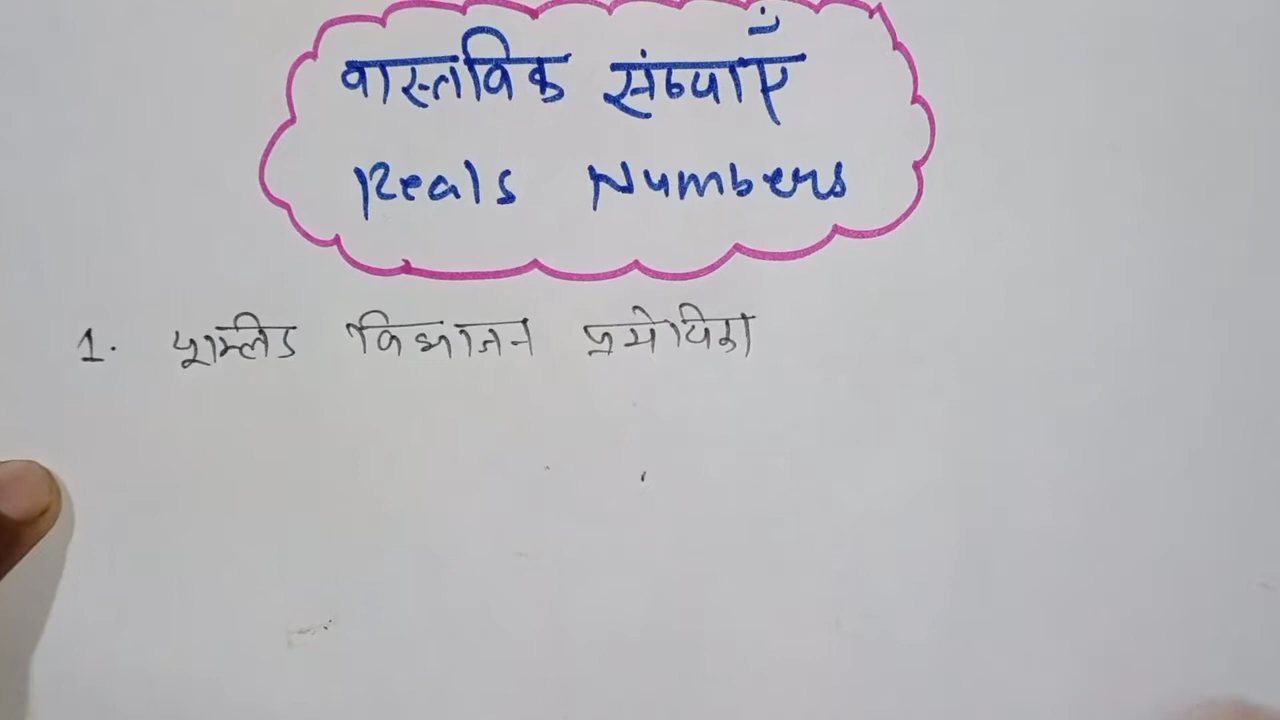 वास्तविक संख्याएँ
Reals Numbers
1. युक्लिड विभाजन प्रमेयिका